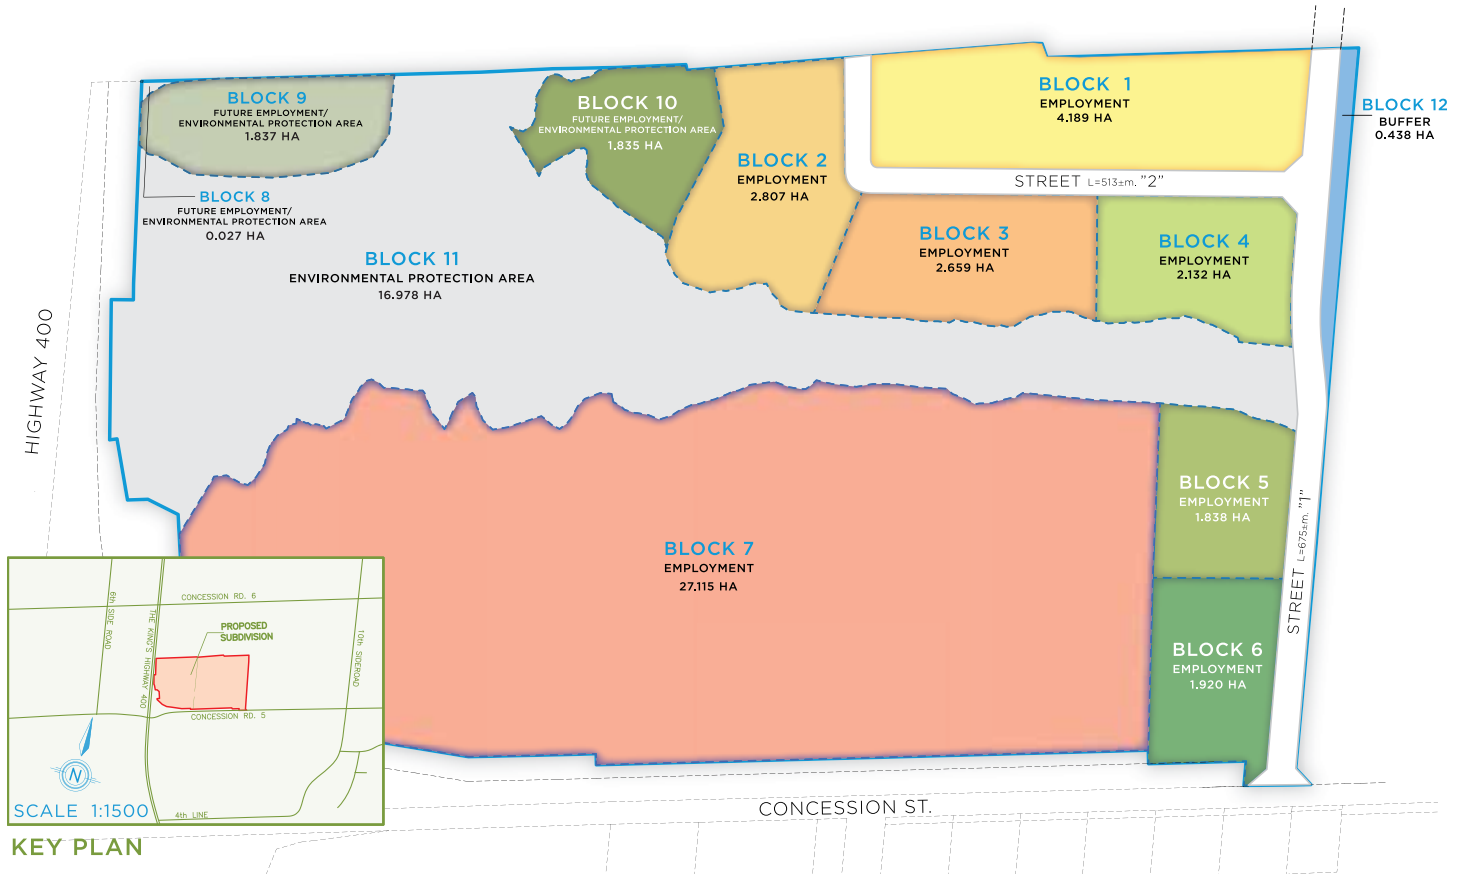 BLOCK 9
FUTURE EMPLOYMENT/
ENVIRONMENTAL PROTECTION AREA
1.837 HA
BLOCK 10
FUTURE EMPLOYMENT/
ENVIRONMENTAL PROTECTION AREA
1.835 HA
BLOCK 1
EMPLOYMENT
4.189 HA
BLOCK 12
BUFFER
0.438 HA
BLOCK 2
EMPLOYMENT
2.807 HA
STREET L=513±m. "2"
BLOCK 8
FUTURE EMPLOYMENT/
ENVIRONMENTAL PROTECTION AREA
0.027 HA
BLOCK 3
EMPLOYMENT
2.659 HA
BLOCK 4
EMPLOYMENT
2.132 HA
BLOCK 11
ENVIRONMENTAL PROTECTION AREA
16.978 HA
HIGHWAY 400
BLOCK 5
EMPLOYMENT
1.838 HA
STREET L=675±m. "1"
BLOCK 7
EMPLOYMENT
27.115 HA
BLOCK 6
EMPLOYMENT
1.920 HA
CONCESSION RD. 6
6th SIDE ROAD
THE KING'S HIGHWAY 400
PROPOSED
SUBDIVISION
10th SIDEROAD
CONCESSION RD. 5
N
SCALE 1:1500
4th LINE
KEY PLAN
CONCESSION ST.